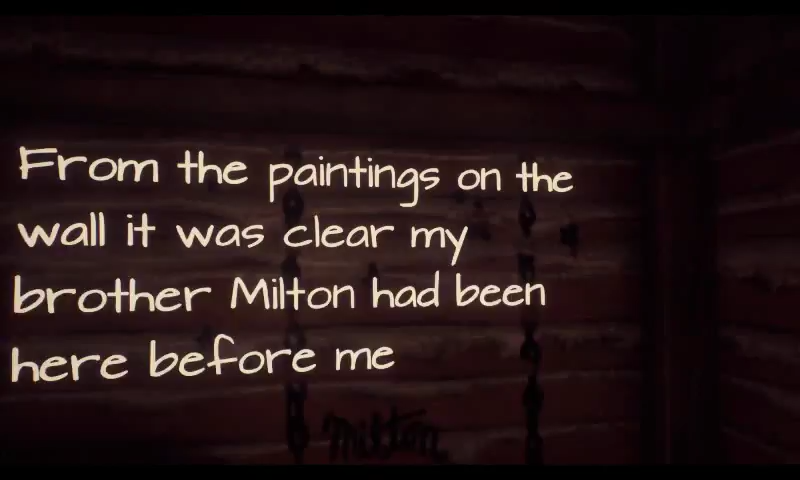 From the paintings on the
wall it was clear my
brother Milton had been
here before me
Milton